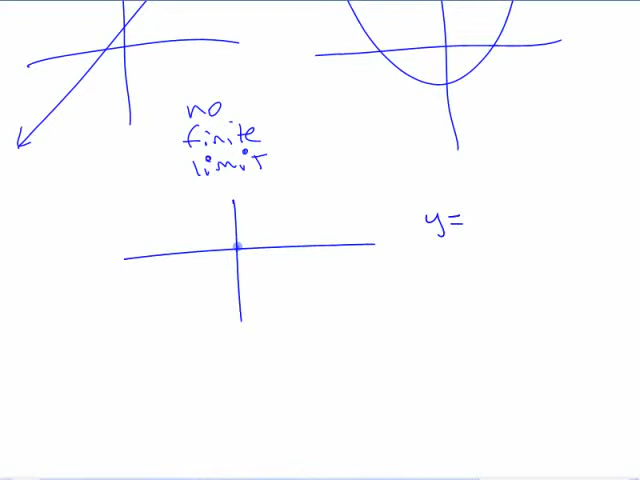 no
finite
limit
y=